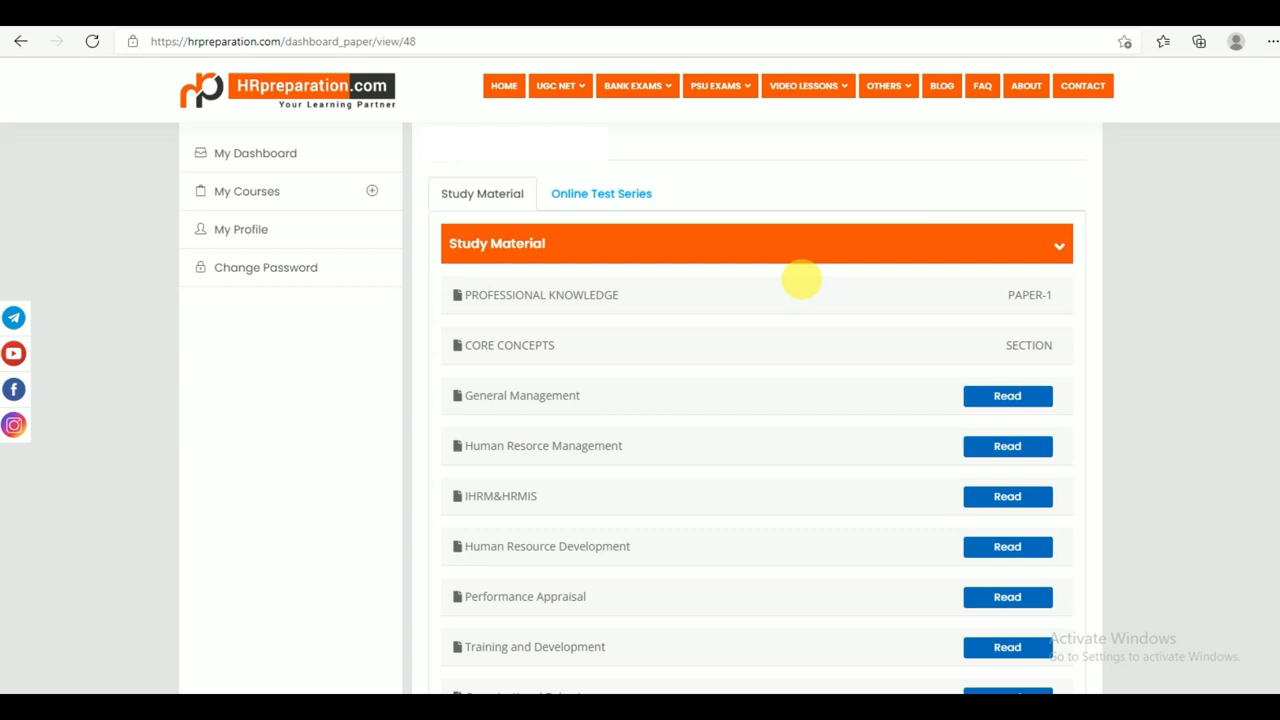 https://hrpreparation.com/dashboard_paper/view/48
HRpreparation.com
Your Learning Partner
HOME
UGC NET
BANK EXAMS
PSU EXAMS
VIDEO LESSONS
OTHERS
BLOG
FAQ
ABOUT
CONTACT
My Dashboard
My Courses
My Profile
Change Password
Study Material
Online Test Series
Study Material
PROFESSIONAL KNOWLEDGE PAPER-1
CORE CONCEPTS SECTION
General Management Read
Human Resorce Management Read
IHRM&HRMIS Read
Human Resource Development Read
Performance Appraisal Read
Training and Development Read
Activate Windows
Go to Settings to activate Windows.